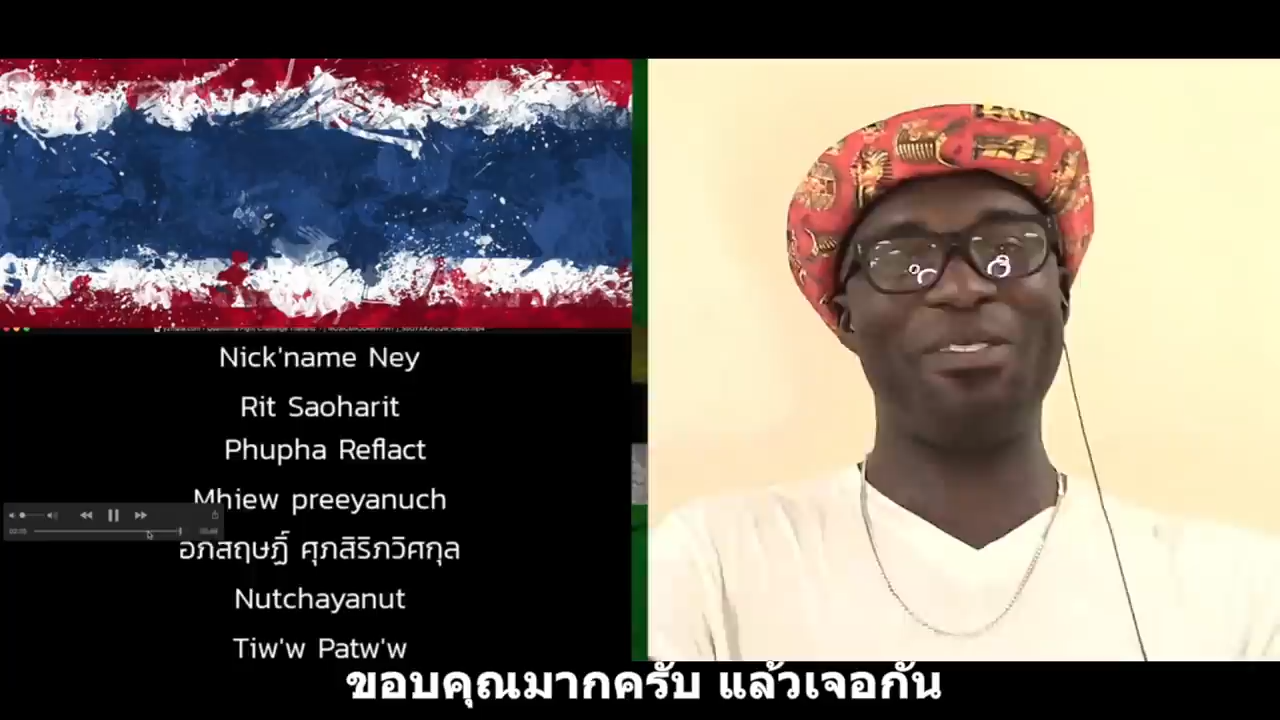 Nick'name Ney
Rit Saoharit
Phupha Reflact
Mhiew preeyanuch
อภสฤษฏิ์ ศุภสิริภวิศกุล
Nutchayanut
Tiw'w Patw'w
ขอบคุณมากครับ แล้วเจอกัน